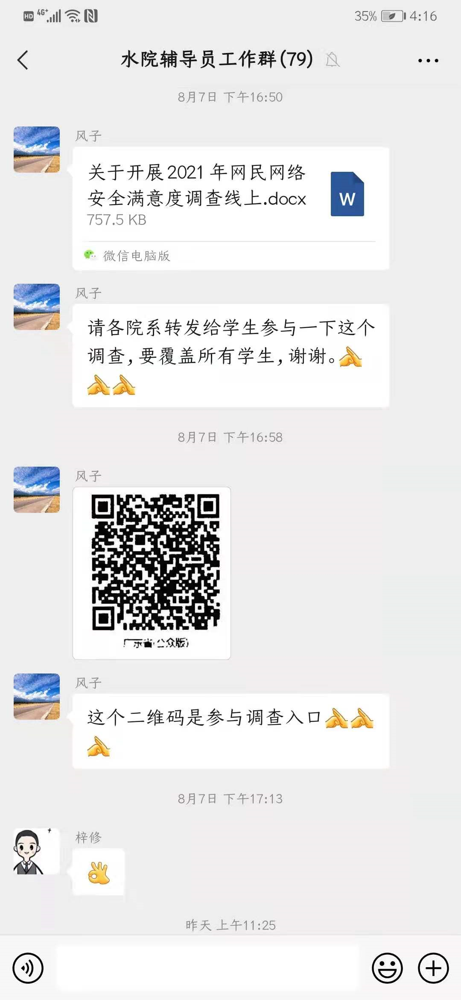 HD 4G+ 35% 4:16
水院辅导员工作群(79)
8月7日 下午16:50
风子
关于开展2021 年网民网络
安全满意度调查线上.docx
W
757.5 KB
微信电脑版
风子
请各院系转发给学生参与一下这个
调查,要覆盖所有学生,谢谢。
8月7日 下午16:58
风子
广东省(公众版)
风子
这个二维码是参与调查入口
8月7日 下午17:13
梓修
昨天 上午11:25